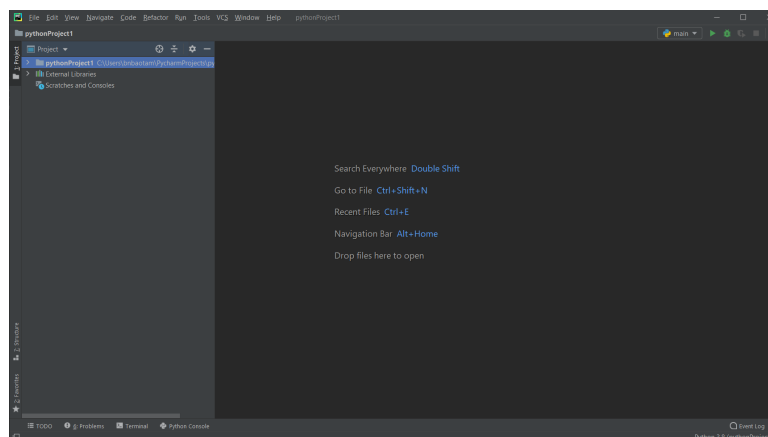 File Edit View Navigate Code Refactor Run Tools VCS Window Help pythonProject1
pythonProject1
main
1: Project
Project
pythonProject1 C:\Users\
External Libraries
Scratches and Consoles
Search Everywhere Double Shift
Go to File Ctrl+Shift+N
Recent Files Ctrl+E
Navigation Bar Alt+Home
Drop files here to open
Z: Structure
2: Favorites
TODO 6: Problems Terminal Python Console
Event Log